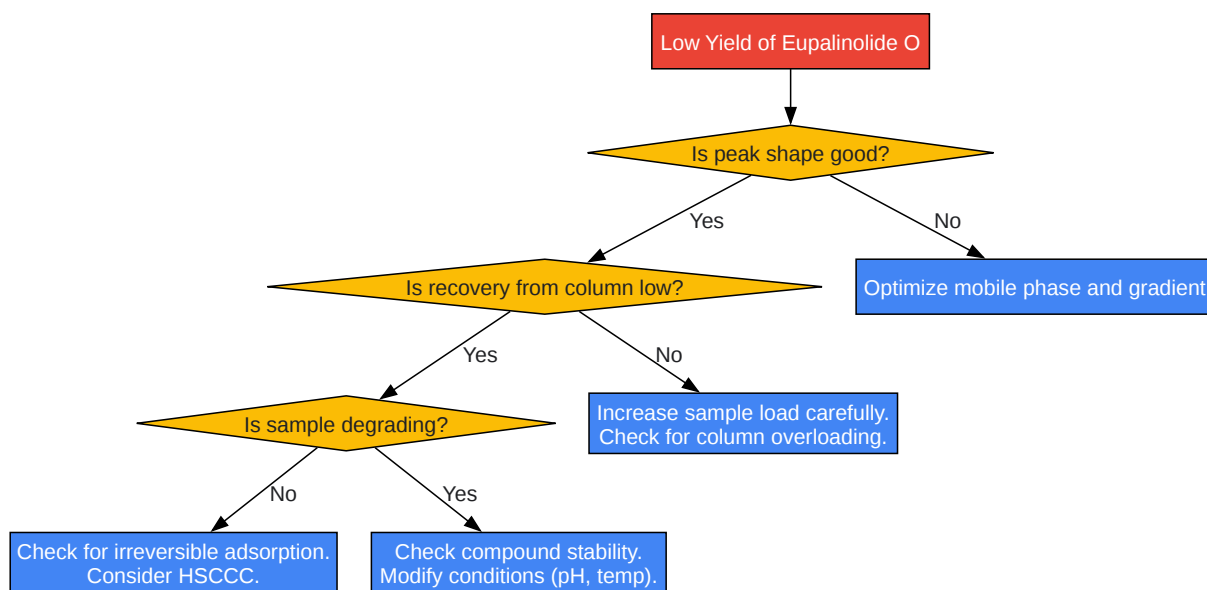 Low Yield of Eupalinolide O
Is peak shape good?
Yes
No
Is recovery from column low?
Optimize mobile phase and gradient
Yes
No
Is sample degrading?
Increase sample load carefully.
Check for column overloading.
No
Yes
Check for irreversible adsorption.
Consider HSCCC.
Check compound stability.
Modify conditions (pH, temp).